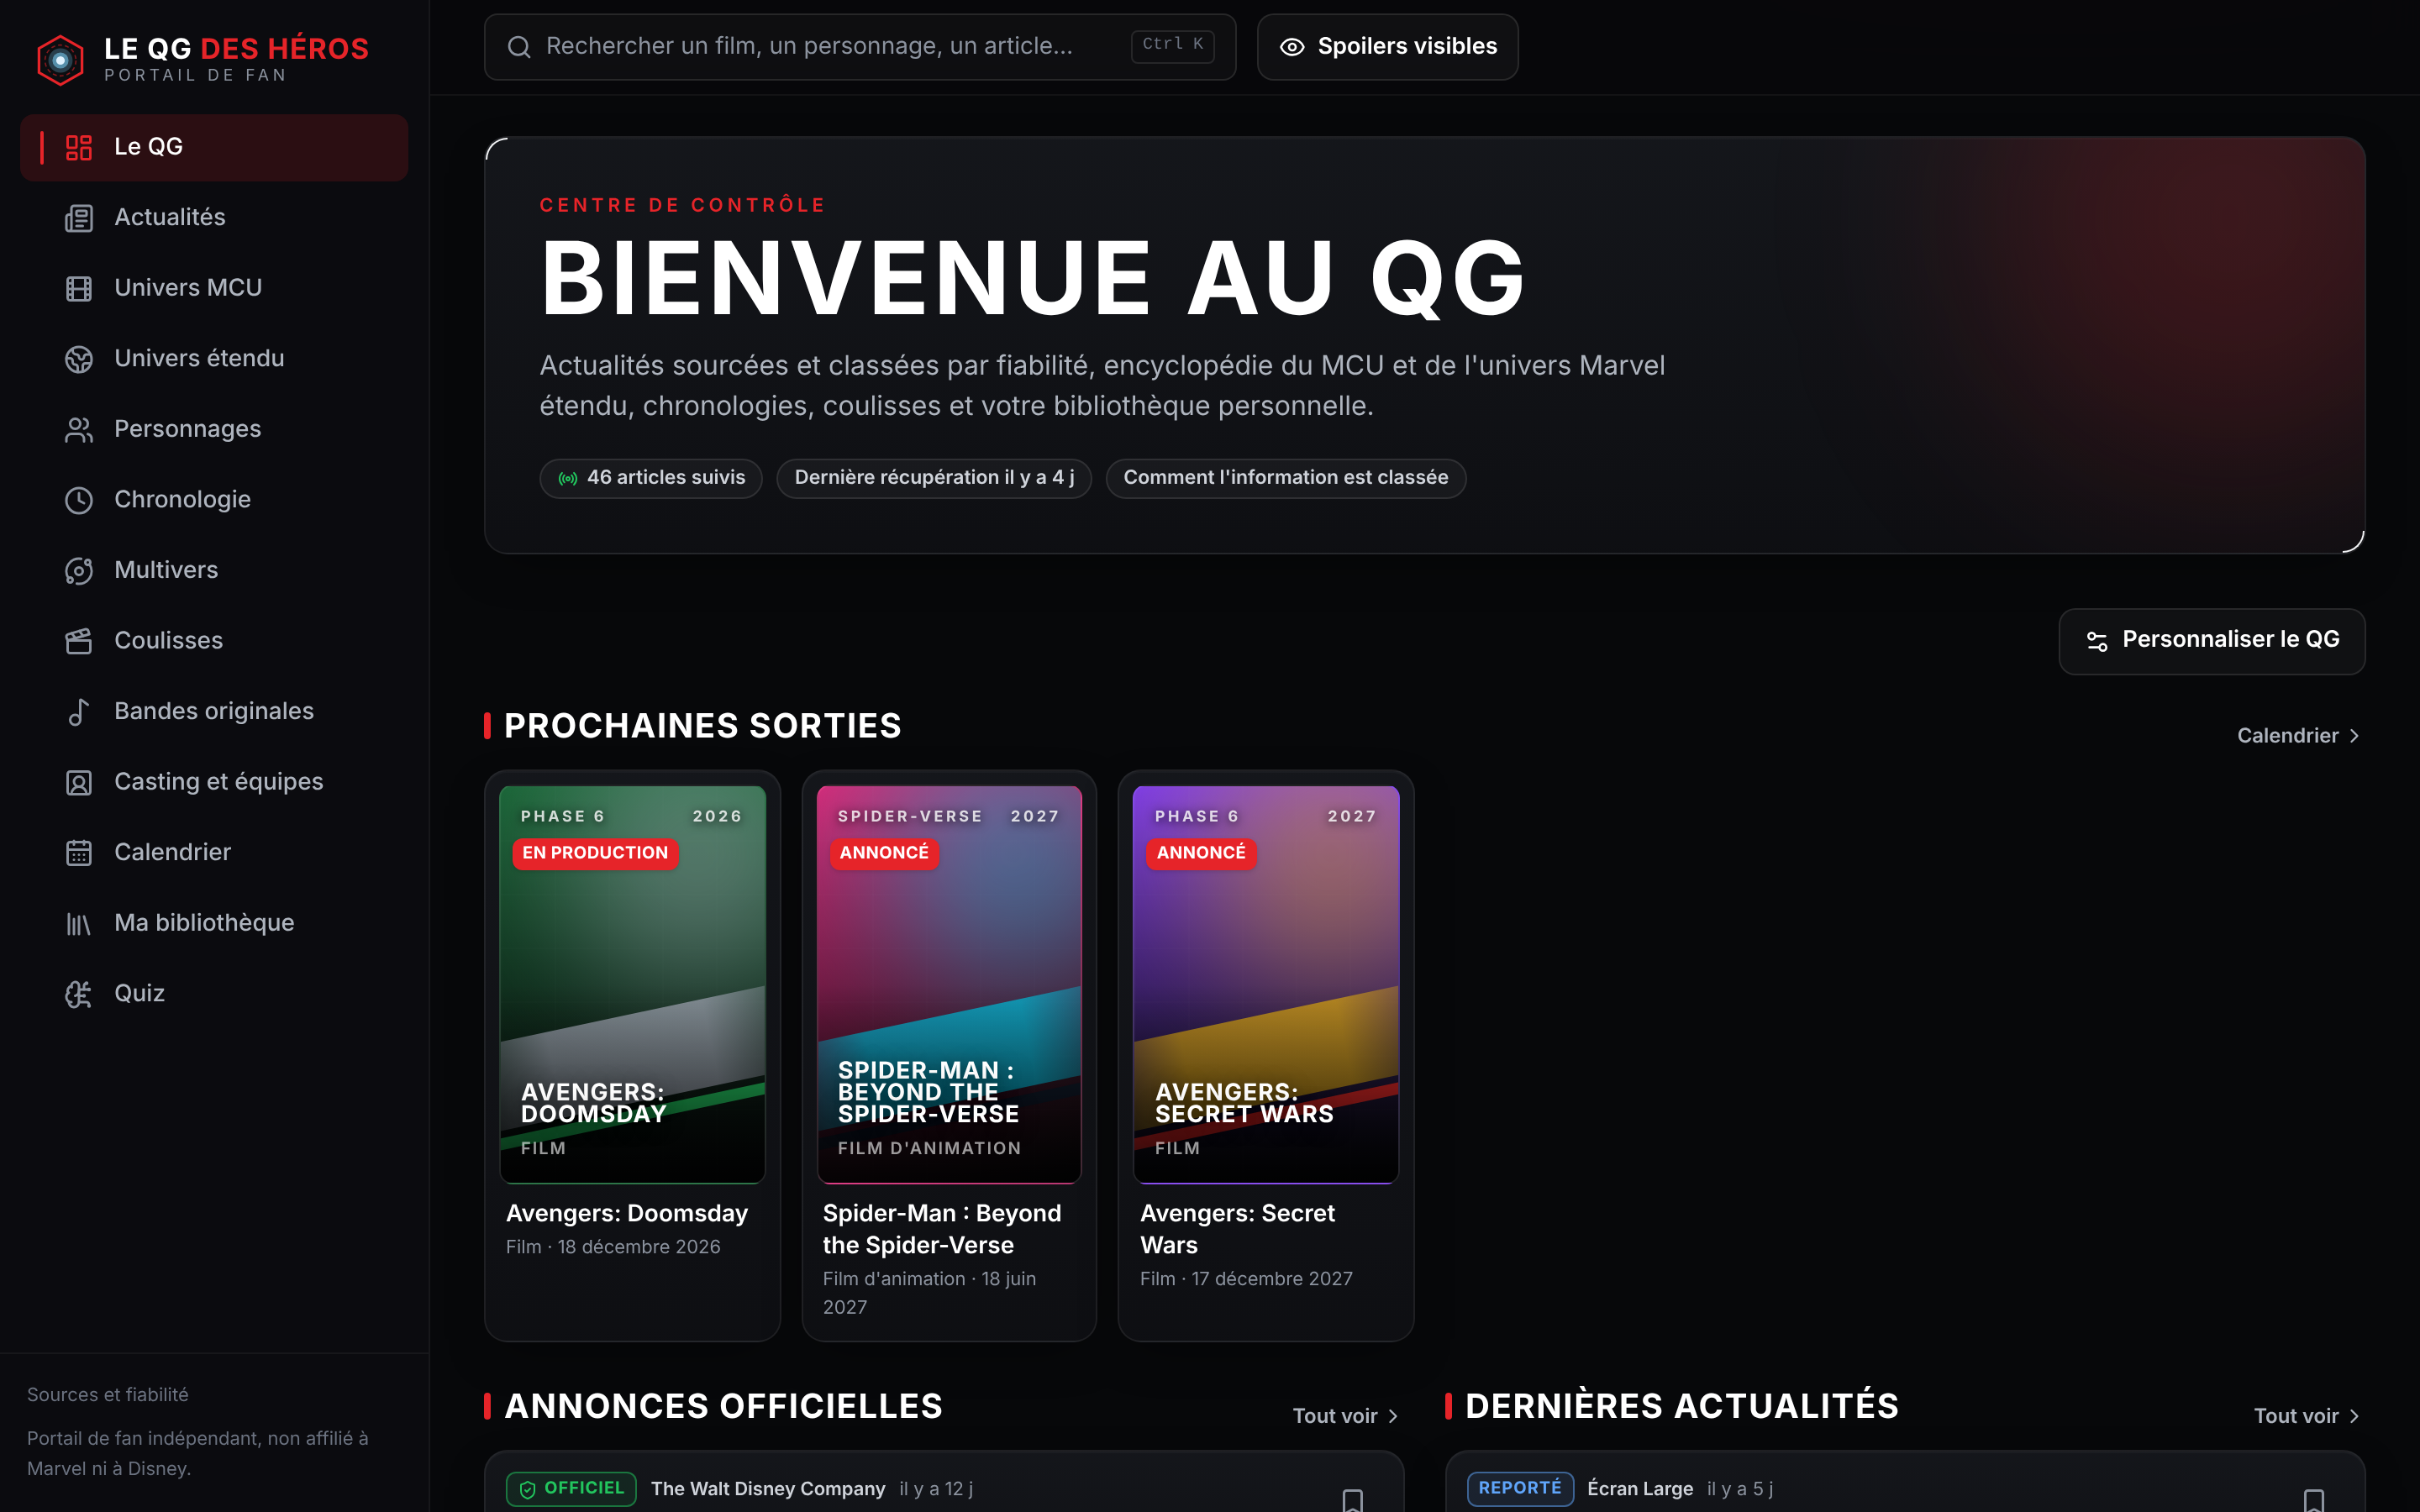 LE QG DES HÉROS
PORTAIL DE FAN
Le QG
Actualités
Univers MCU
Univers étendu
Personnages
Chronologie
Multivers
Coulisses
Bandes originales
Casting et équipes
Calendrier
Ma bibliothèque
Quiz
Sources et fiabilité
Portail de fan indépendant, non affilié à
Marvel ni à Disney.
Rechercher un film, un personnage, un article...
Ctrl K
Spoilers visibles
CENTRE DE CONTRÔLE
BIENVENUE AU QG
Actualités sourcées et classées par fiabilité, encyclopédie du MCU et de l'univers Marvel
étendu, chronologies, coulisses et votre bibliothèque personnelle.
46 articles suivis
Dernière récupération il y a 4 j
Comment l'information est classée
Personnaliser le QG
PROCHAINES SORTIES
Calendrier
PHASE 6 2026
EN PRODUCTION
AVENGERS:
DOOMSDAY
FILM
Avengers: Doomsday
Film · 18 décembre 2026
SPIDER-VERSE 2027
ANNONCÉ
SPIDER-MAN :
BEYOND THE
SPIDER-VERSE
FILM D'ANIMATION
Spider-Man : Beyond
the Spider-Verse
Film d'animation · 18 juin
2027
PHASE 6 2027
ANNONCÉ
AVENGERS:
SECRET WARS
FILM
Avengers: Secret
Wars
Film · 17 décembre 2027
ANNONCES OFFICIELLES
Tout voir
OFFICIEL The Walt Disney Company il y a 12 j
DERNIÈRES ACTUALITÉS
Tout voir
REPORTÉ Écran Large il y a 5 j